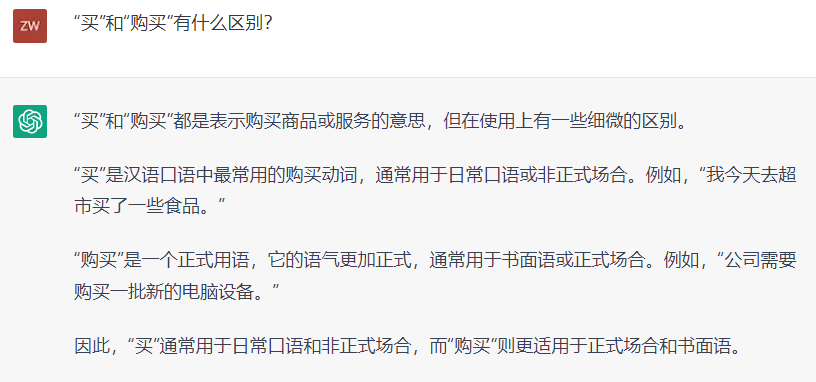 ZW
“买”和“购买”有什么区别?
“买”和“购买”都是表示购买商品或服务的意思，但在使用上有一些细微的区别。
“买”是汉语口语中最常用的购买动词，通常用于日常口语或非正式场合。例如，“我今天去超
市买了一些食品。”
“购买”是一个正式用语，它的语气更加正式，通常用于书面语或正式场合。例如，“公司需要
购买一批新的电脑设备。”
因此，“买”通常用于日常口语和非正式场合，而“购买”则更适用于正式场合和书面语。